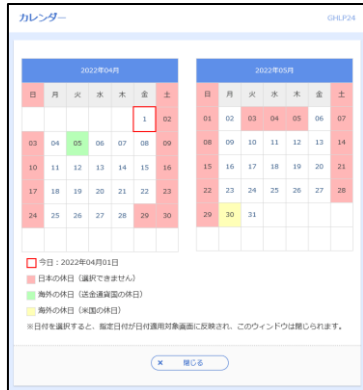 カレンダー GHLP24
2022年04月 2022年05月
日 月 火 水 木 金 土 日 月 火 水 木 金 土
1 02 01 02 03 04 05 06 07
03 04 05 06 07 08 09 08 09 10 11 12 13 14
10 11 12 13 14 15 16 15 16 17 18 19 20 21
17 18 19 20 21 22 23 22 23 24 25 26 27 28
24 25 26 27 28 29 30 29 30 31
今日：2022年04月01日
日本の休日（選択できません）
海外の休日（送金通貨国の休日）
海外の休日（米国の休日）
※日付を選択すると、指定日付が日付適用対象画面に反映され、このウィンドウは閉じられます。
× 閉じる